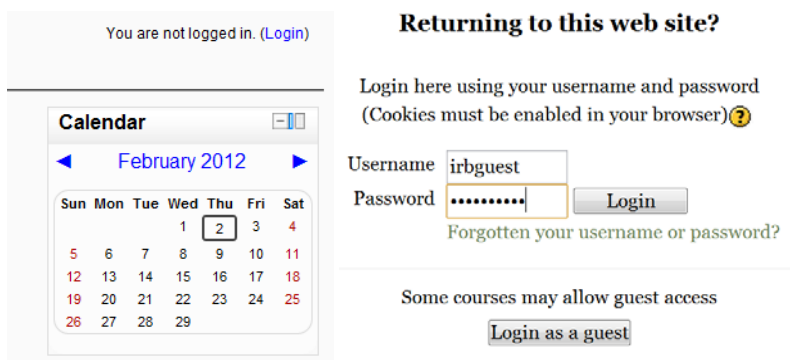 You are not logged in. (Login)
Calendar
February 2012
Sun Mon Tue Wed Thu Fri Sat
1 2 3 4
5 6 7 8 9 10 11
12 13 14 15 16 17 18
19 20 21 22 23 24 25
26 27 28 29
Returning to this web site?
Login here using your username and password
(Cookies must be enabled in your browser)?
Username irbguest
Password •••••••••• Login
Forgotten your username or password?
Some courses may allow guest access
Login as a guest